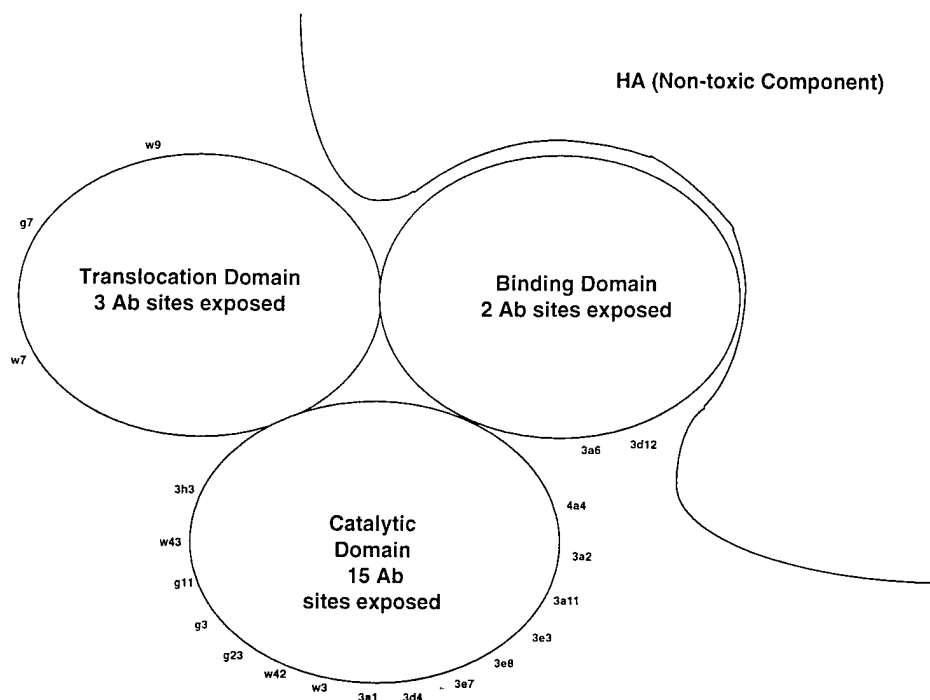 HA (Non-toxic Component)
w9
g7
Translocation Domain
3 Ab sites exposed
w7
Binding Domain
2 Ab sites exposed
3a6
3d12
3h3
w43
g11
g3
g23
w42
w3
3a1
3d4
3e7
3e8
3e3
3a11
3a2
4a4
Catalytic
Domain
15 Ab
sites exposed